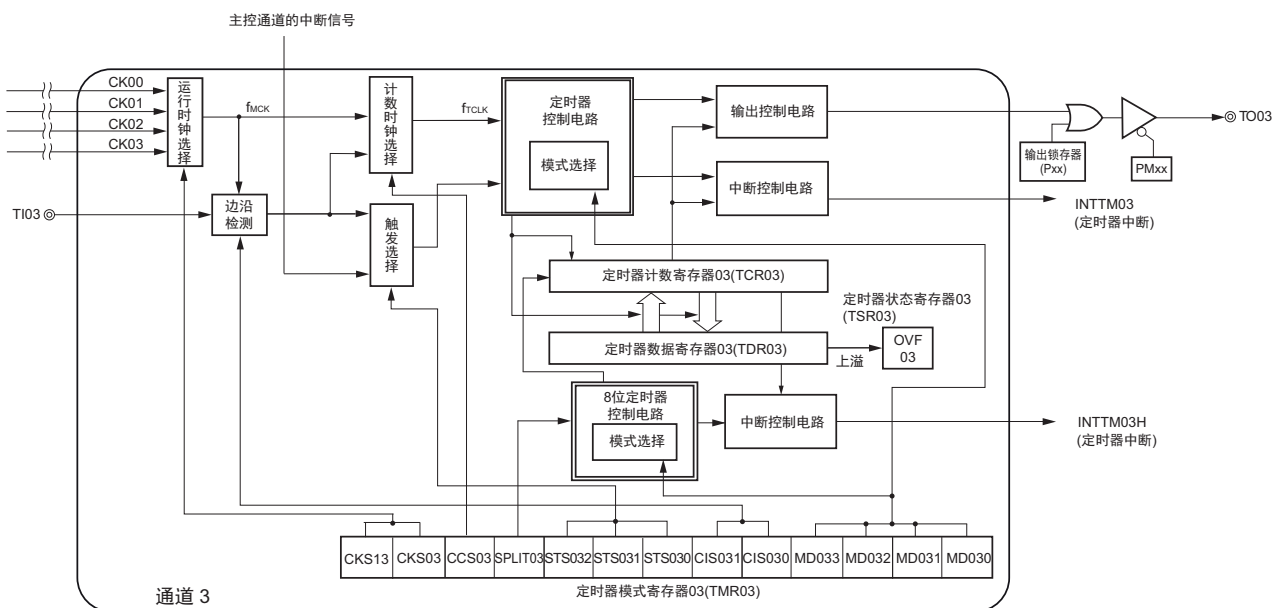 主控通道的中断信号
CK00
CK01
CK02
CK03
运行时钟选择
fMCK
计数时钟选择
fTCLK
定时器
控制电路
模式选择
输出控制电路
TO03
输出锁存器
(Pxx)
PMxx
中断控制电路
INTTM03
(定时器中断)
TI03
边沿
检测
触发选择
定时器计数寄存器03(TCR03)
定时器状态寄存器03
(TSR03)
定时器数据寄存器03(TDR03)
上溢
OVF
03
8位定时器
控制电路
模式选择
中断控制电路
INTTM03H
(定时器中断)
CKS13 CKS03 CCS03 SPLIT03 STS032 STS031 STS030 CIS031 CIS030 MD033 MD032 MD031 MD030
定时器模式寄存器03(TMR03)
通道 3